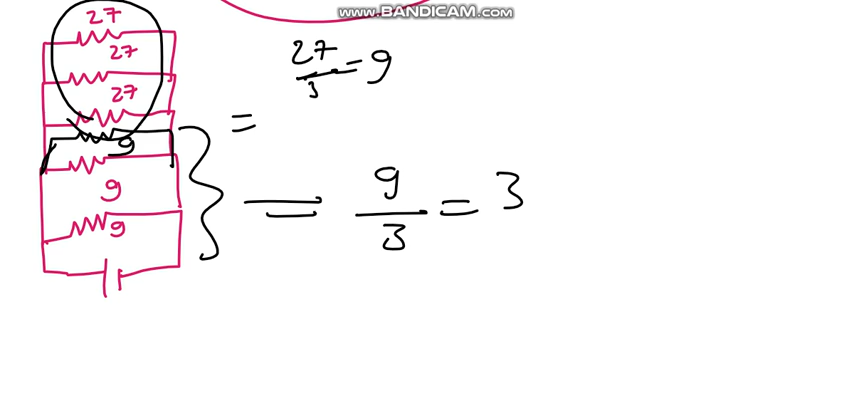 www.BANDICAM.com
27
27
27
9
9
9
27/3 = 9
=
= 9/3 = 3